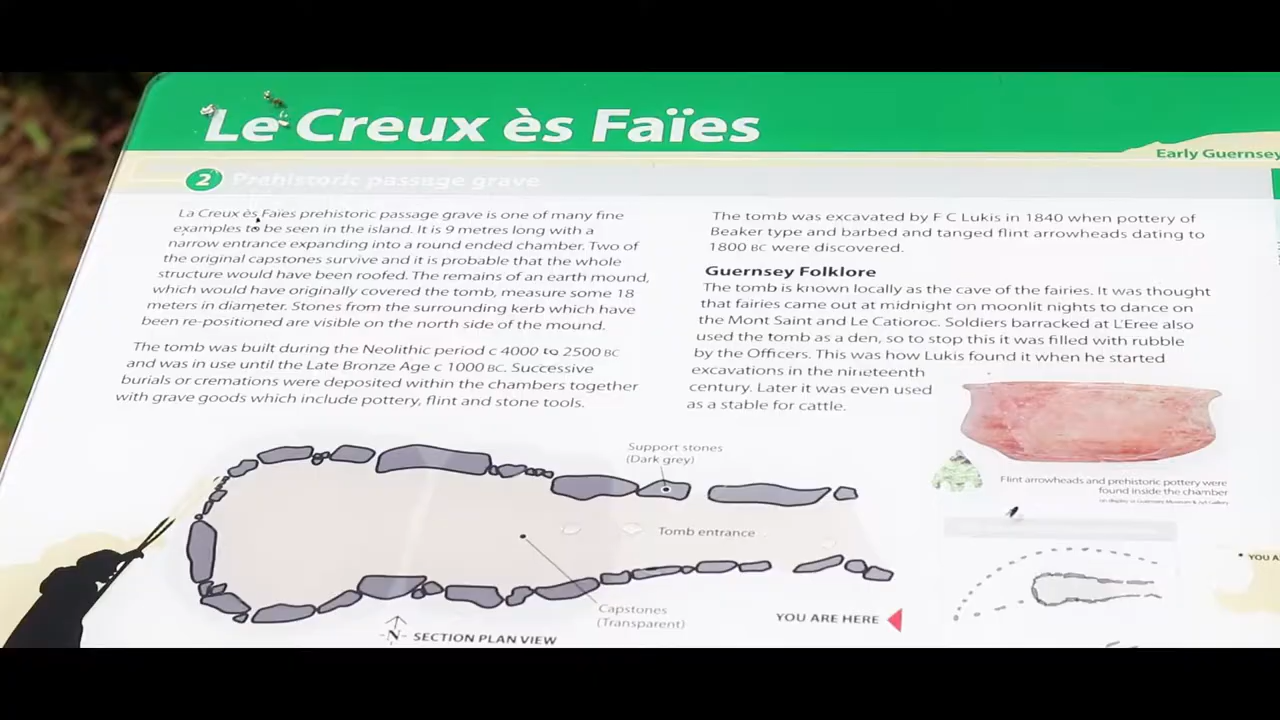 Le Creux ès Faïes
Early Guernsey
2 Prehistoric passage grave
La Creux ès Faïes prehistoric passage grave is one of many fine
examples to be seen in the island. It is 9 metres long with a
narrow entrance expanding into a round ended chamber. Two of
the original capstones survive and it is probable that the whole
structure would have been roofed. The remains of an earth mound,
which would have originally covered the tomb, measure some 18
meters in diameter. Stones from the surrounding kerb which have
been re-positioned are visible on the north side of the mound.
The tomb was built during the Neolithic period c 4000 to 2500 BC
and was in use until the Late Bronze Age c 1000 BC. Successive
burials or cremations were deposited within the chambers together
with grave goods which include pottery, flint and stone tools.
The tomb was excavated by F C Lukis in 1840 when pottery of
Beaker type and barbed and tanged flint arrowheads dating to
1800 BC were discovered.
Guernsey Folklore
The tomb is known locally as the cave of the fairies. It was thought
that fairies came out at midnight on moonlit nights to dance on
the Mont Saint and Le Catioroc. Soldiers barracked at L'Eree also
used the tomb as a den, so to stop this it was filled with rubble
by the Officers. This was how Lukis found it when he started
excavations in the nineteenth
century. Later it was even used
as a stable for cattle.
Support stones
(Dark grey)
Flint arrowheads and prehistoric pottery were
found inside the chamber
on display at Guernsey Museum & Art Gallery
Tomb entrance
YOU A
Capstones
(Transparent)
YOU ARE HERE
N SECTION PLAN VIEW